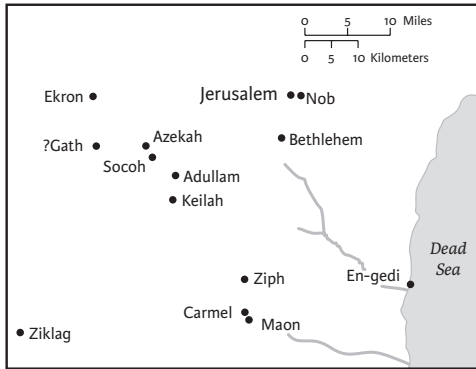 0 5 10 Miles
0 5 10 Kilometers
Ekron
Jerusalem
Nob
?Gath
Azekah
Socoh
Bethlehem
Adullam
Keilah
Dead
Sea
En-gedi
Ziph
Carmel
Maon
Ziklag